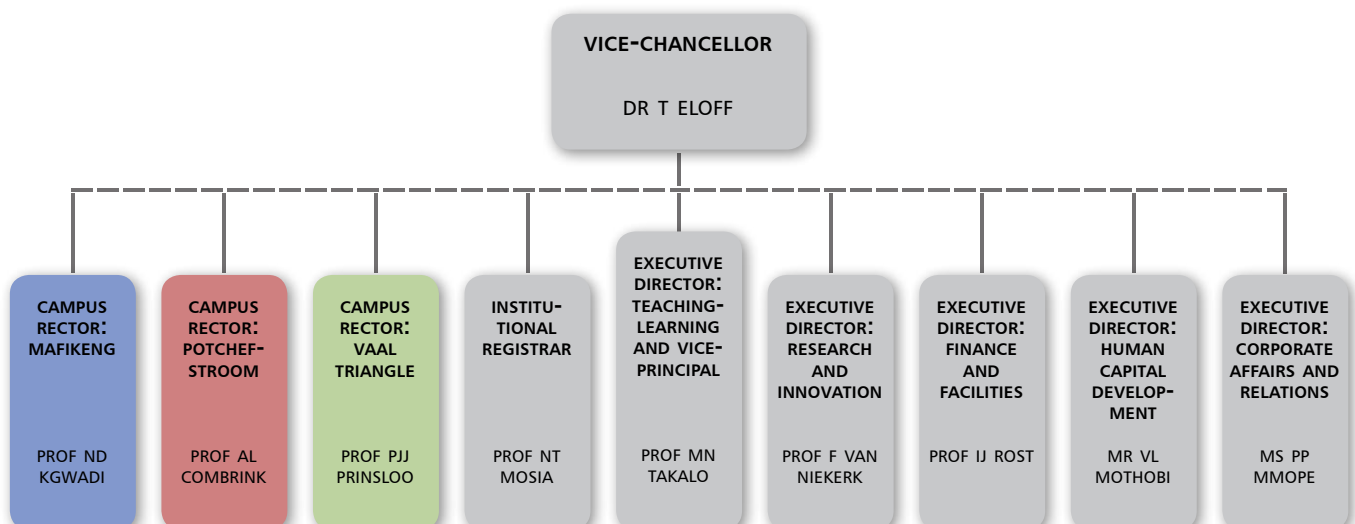 VICE-CHANCELLOR
DR T ELOFF
CAMPUS
RECTOR:
MAFIKENG
PROF ND
KGWADI
CAMPUS
RECTOR:
POTCHEF-
STROOM
PROF AL
COMBRINK
CAMPUS
RECTOR:
VAAL
TRIANGLE
PROF PJJ
PRINSLOO
INSTITU-
TIONAL
REGISTRAR
PROF NT
MOSIA
EXECUTIVE
DIRECTOR:
TEACHING-
LEARNING
AND VICE-
PRINCIPAL
PROF MN
TAKALO
EXECUTIVE
DIRECTOR:
RESEARCH
AND
INNOVATION
PROF F VAN
NIEKERK
EXECUTIVE
DIRECTOR:
FINANCE
AND
FACILITIES
PROF IJ ROST
EXECUTIVE
DIRECTOR:
HUMAN
CAPITAL
DEVELOP-
MENT
MR VL
MOTHOBI
EXECUTIVE
DIRECTOR:
CORPORATE
AFFAIRS AND
RELATIONS
MS PP
MMOPE